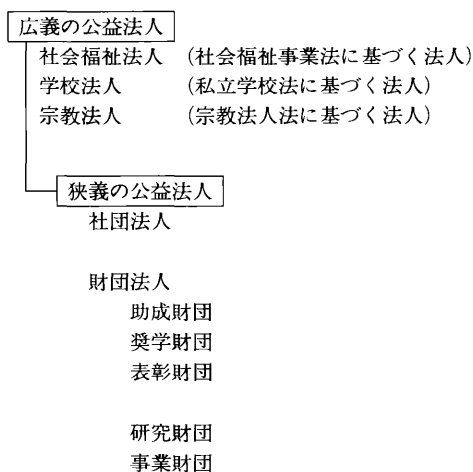 広義の公益法人
社会福祉法人 (社会福祉事業法に基づく法人)
学校法人 (私立学校法に基づく法人)
宗教法人 (宗教法人法に基づく法人)
狭義の公益法人
社団法人
財団法人
助成財団
奨学財団
表彰財団
研究財団
事業財団